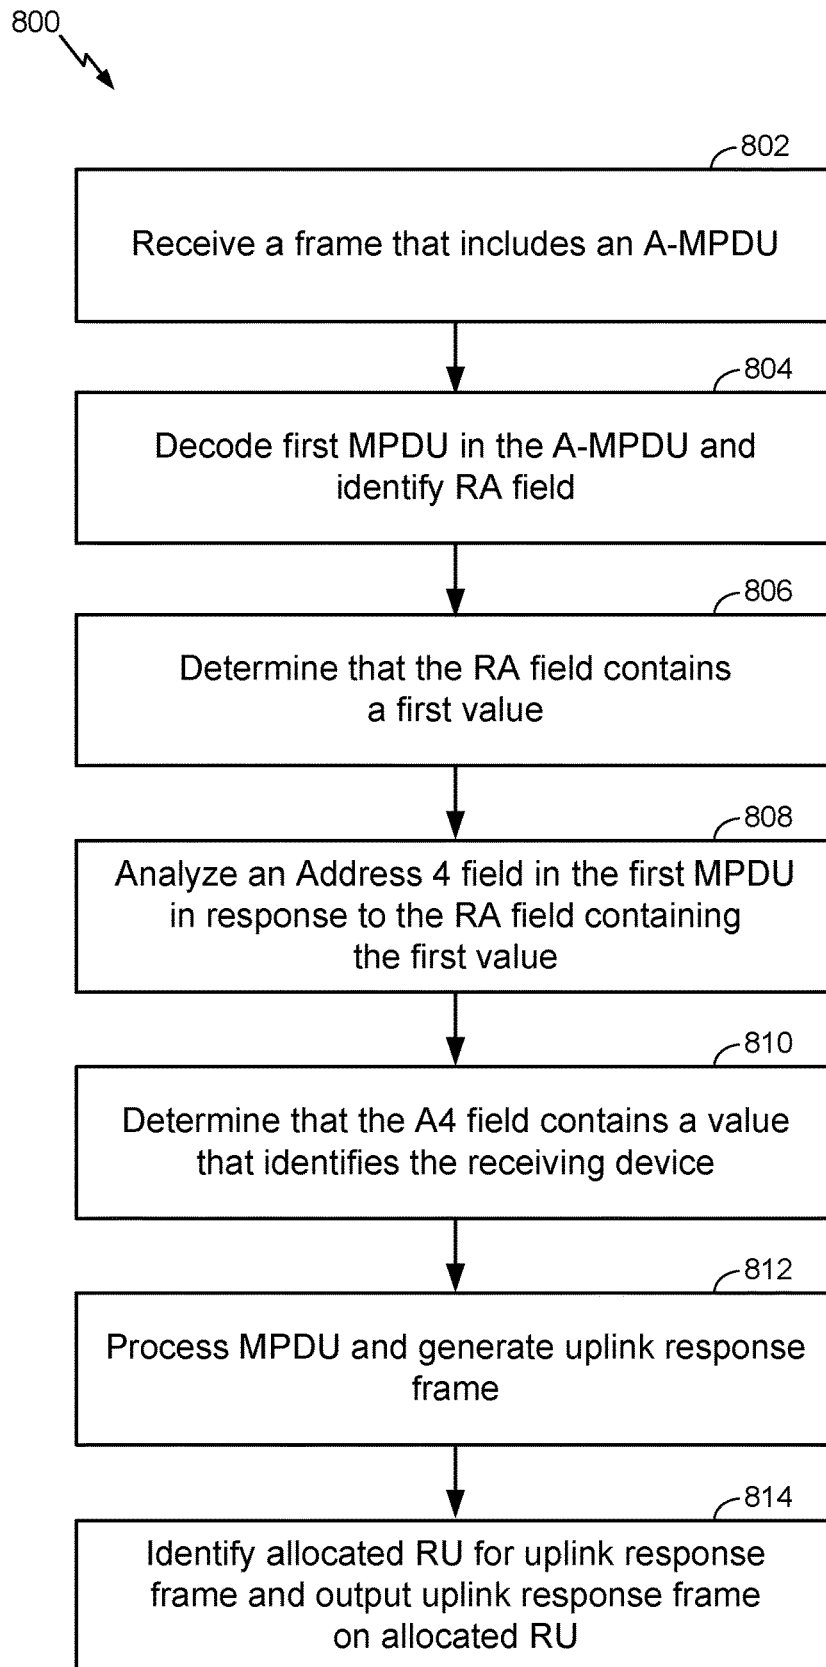 800
802
Receive a frame that includes an A-MPDU
804
Decode first MPDU in the A-MPDU and
identify RA field
806
Determine that the RA field contains
a first value
808
Analyze an Address 4 field in the first MPDU
in response to the RA field containing
the first value
810
Determine that the A4 field contains a value
that identifies the receiving device
812
Process MPDU and generate uplink response
frame
814
Identify allocated RU for uplink response
frame and output uplink response frame
on allocated RU